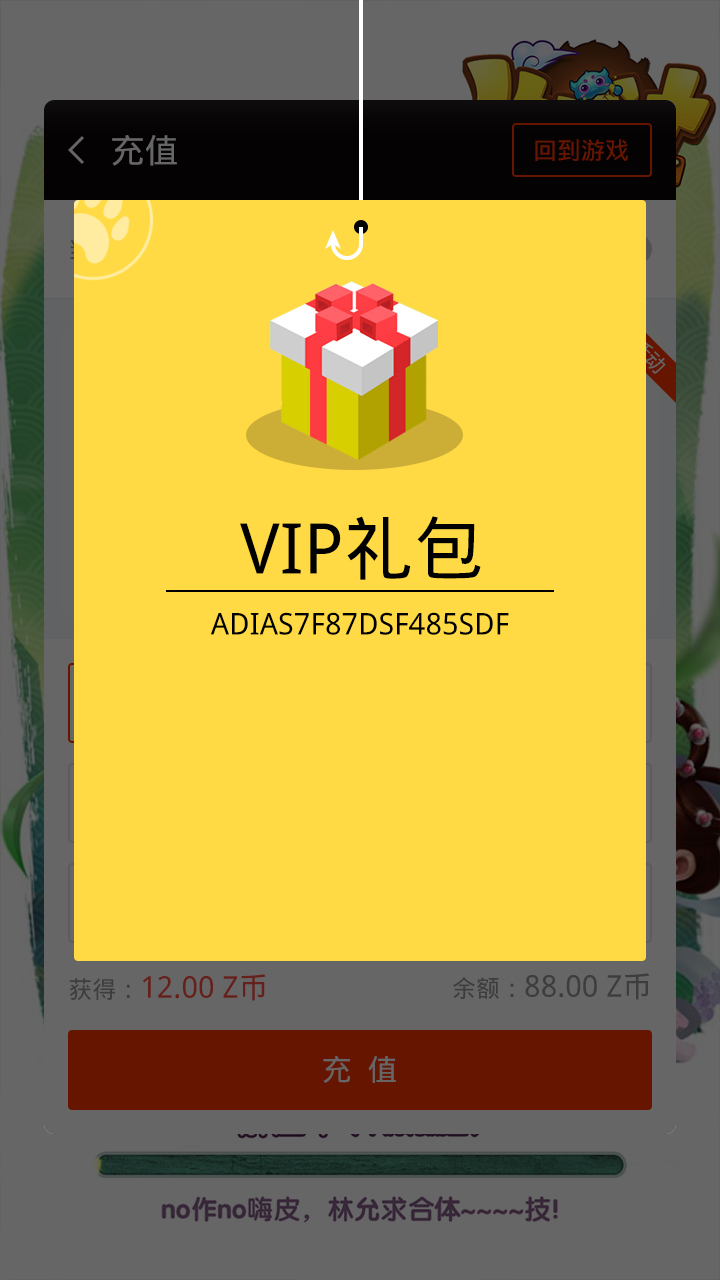 充值
回到游戏
动
VIP礼包
ADIAS7F87DSF485SDF
获得：12.00 Z币
余额：88.00 Z币
充 值
no作no嗨皮，林允求合体~~~~技!